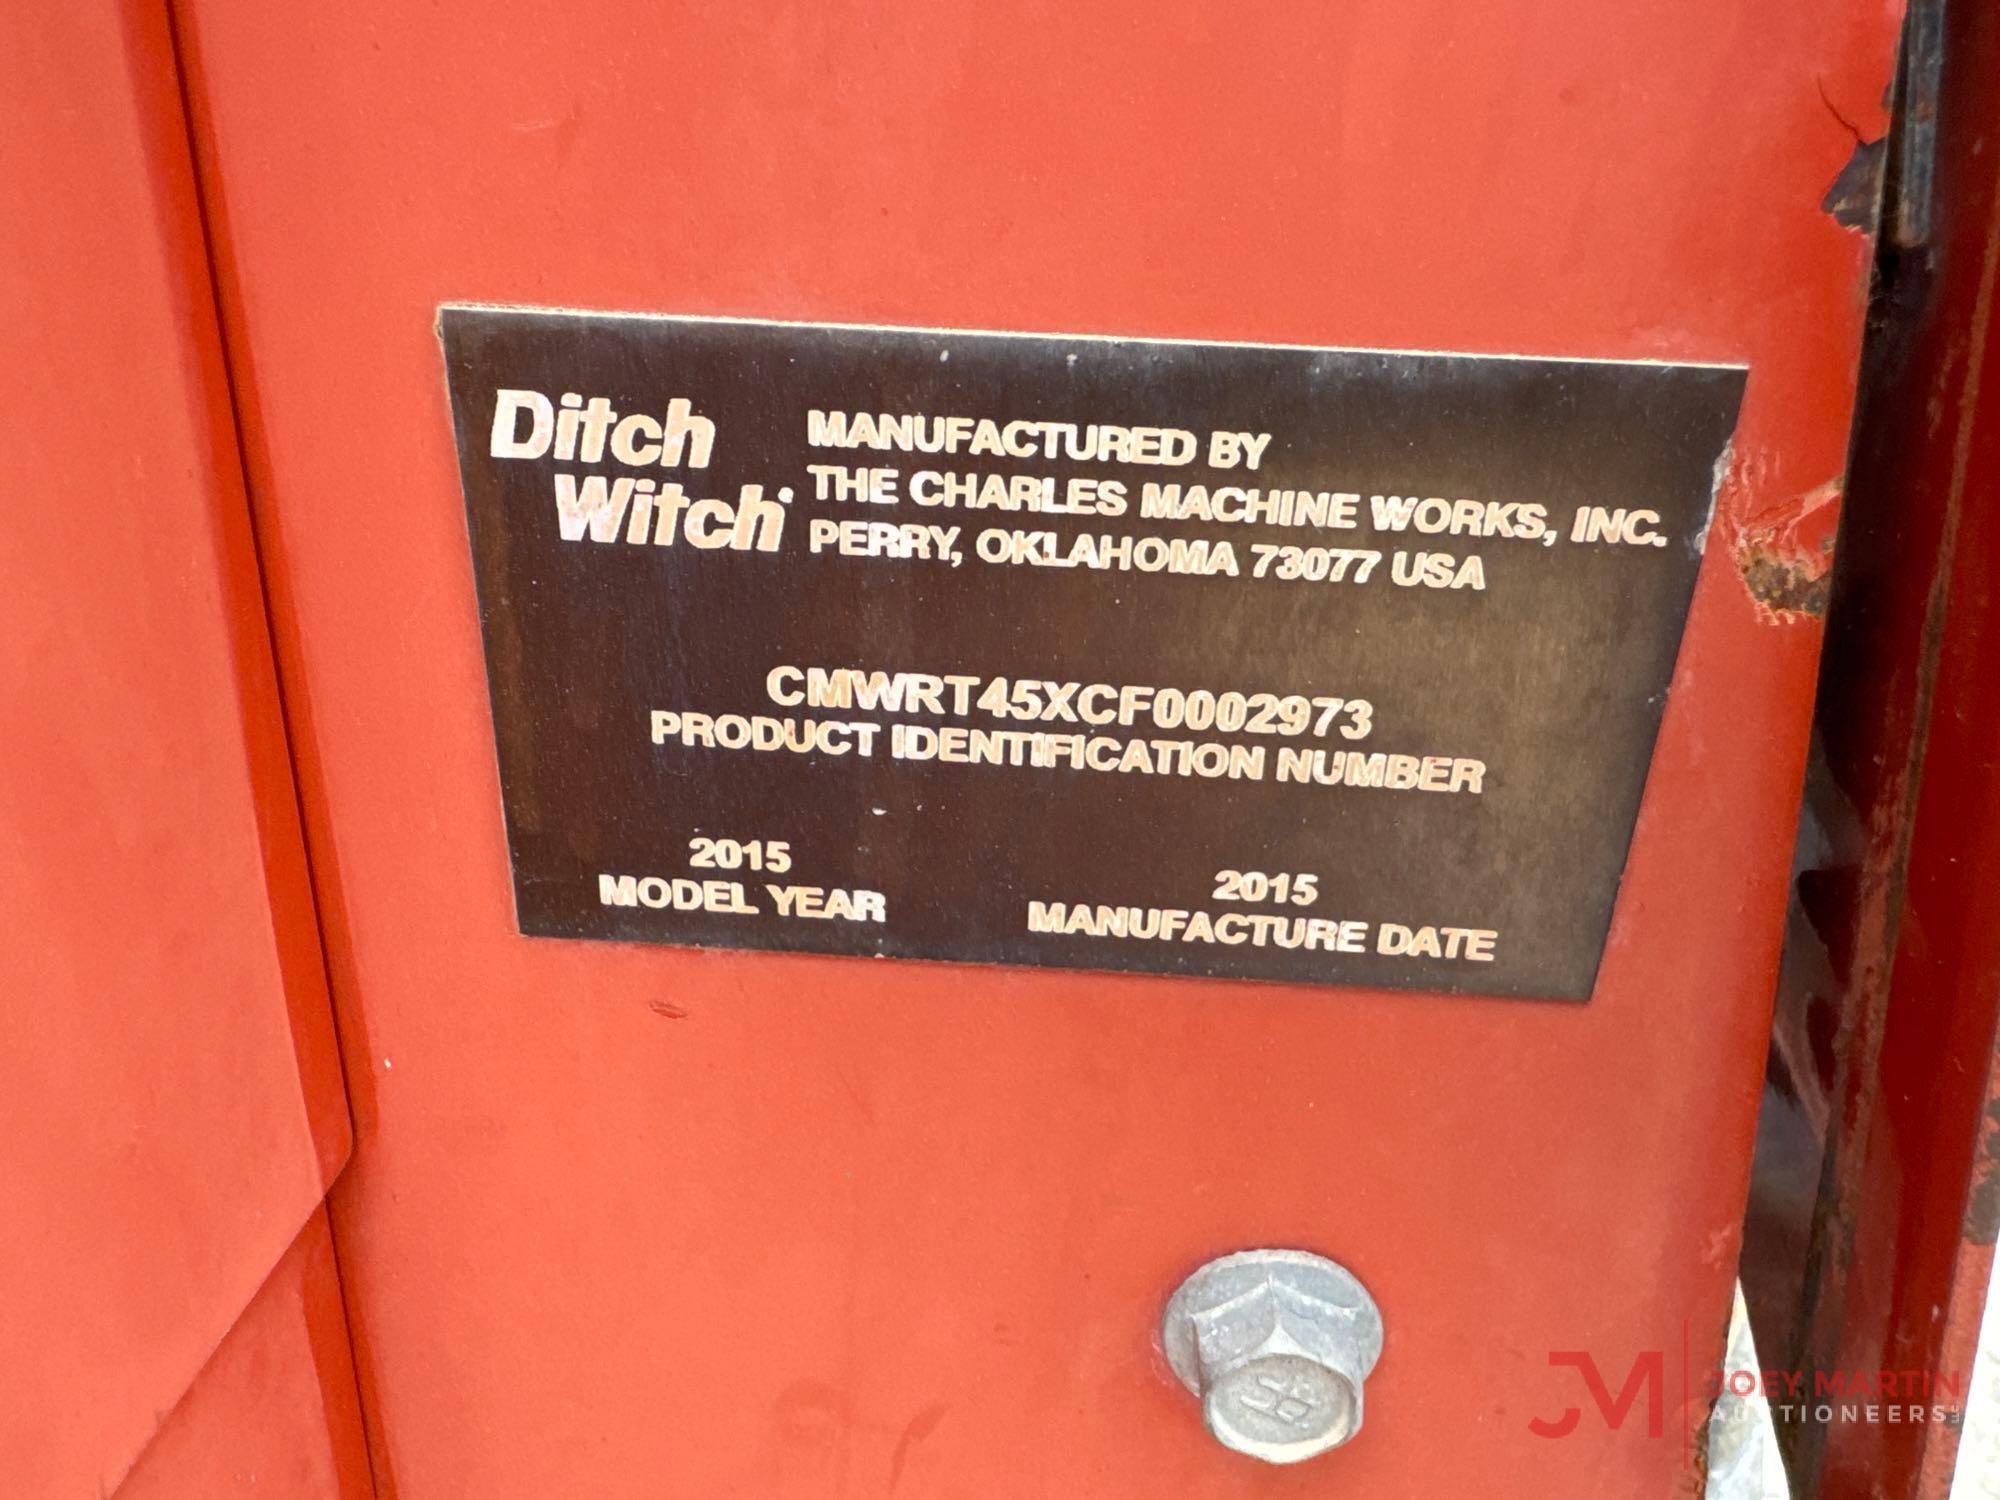 Ditch
Witch
MANUFACTURED BY
THE CHARLES MACHINE WORKS, INC.
PERRY, OKLAHOMA 73077 USA
CMWRT45XCF0002973
PRODUCT IDENTIFICATION NUMBER
2015
MODEL YEAR
2015
MANUFACTURE DATE
JM
JOEY MARTIN
AUCTIONEERS